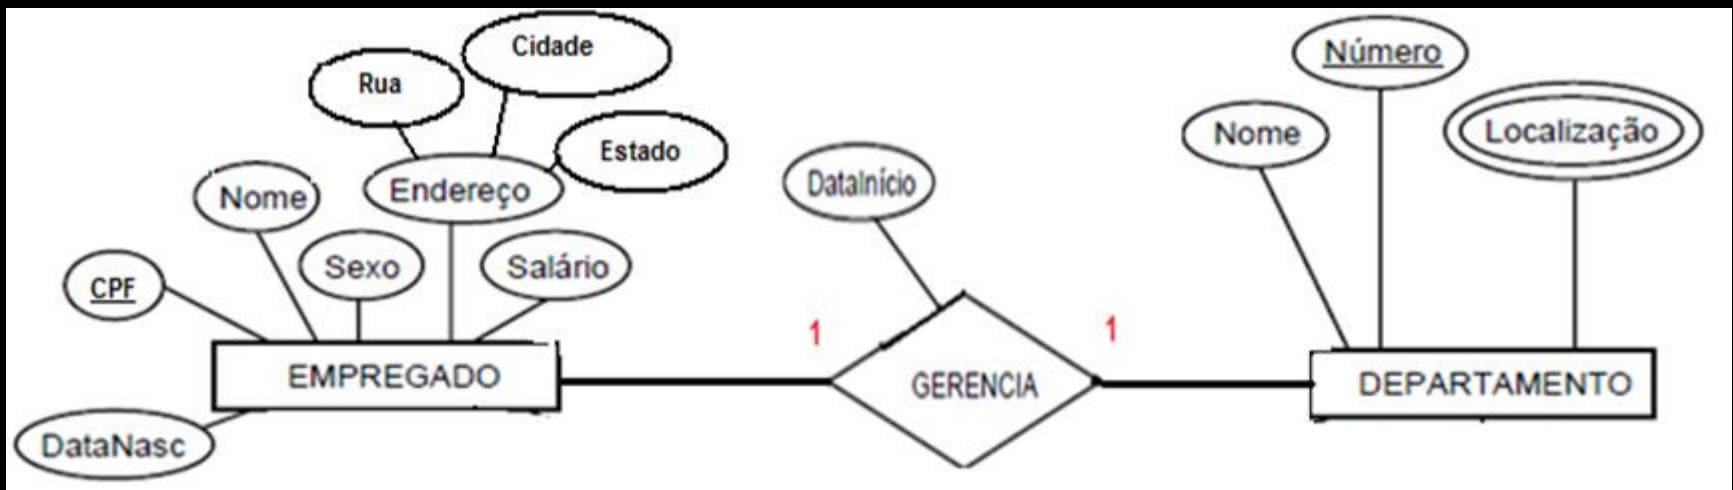 Cidade
Rua
Estado
Endereço
Nome
Sexo
Salário
CPF
EMPREGADO
DataNasc
DataInício
1
GERENCIA
1
Número
Nome
Localização
DEPARTAMENTO